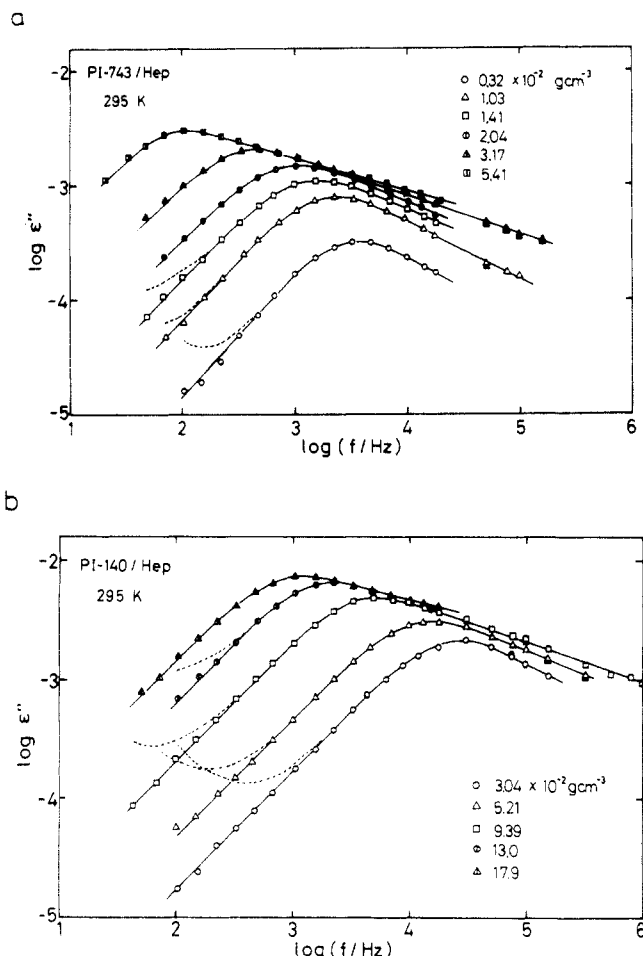 a
PI-743/Hep
295 K
0.32 × 10-2 gcm-3
1.03
1.41
2.04
3.17
5.41
-2
-3
-4
-5
log ε"
1 2 3 4 5 6
log (f/Hz)
b
PI-140/Hep
295 K
3.04 × 10-2 gcm-3
5.21
9.39
13.0
17.9
-2
-3
-4
-5
log ε"
1 2 3 4 5 6
log(f/Hz)